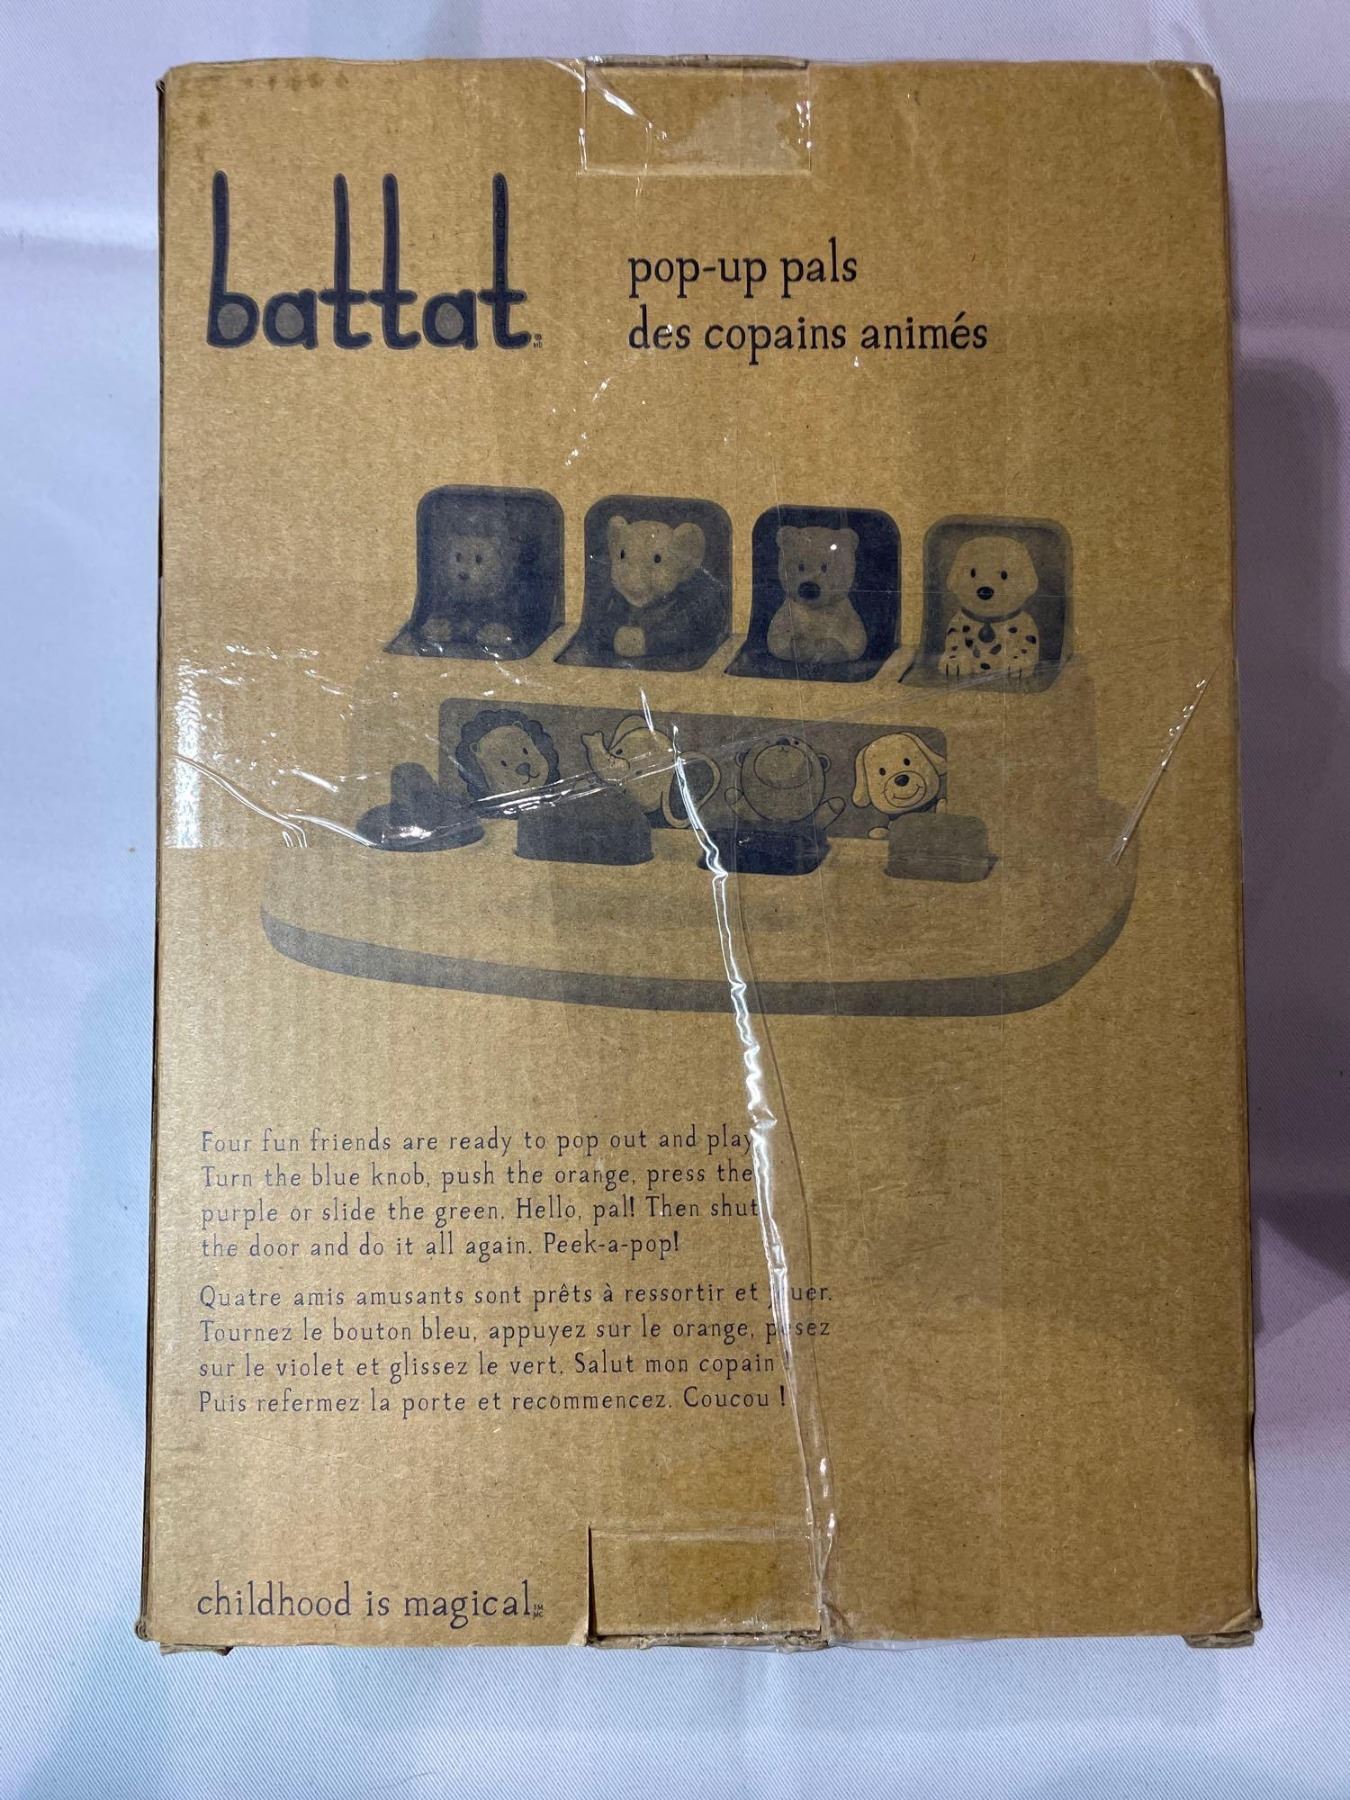 battat
pop-up pals
des copains animés
Four fun friends are ready to pop out and play
Turn the blue knob, push the orange, press the
purple or slide the green. Hello, pal! Then shut
the door and do it all again. Peek-a-pop!
Quatre amis amusants sont prêts à ressortir et jouer.
Tournez le bouton bleu, appuyez sur le orange, pesez
sur le violet et glissez le vert. Salut mon copain !
Puis refermez la porte et recommencez. Coucou !
childhood is magical.